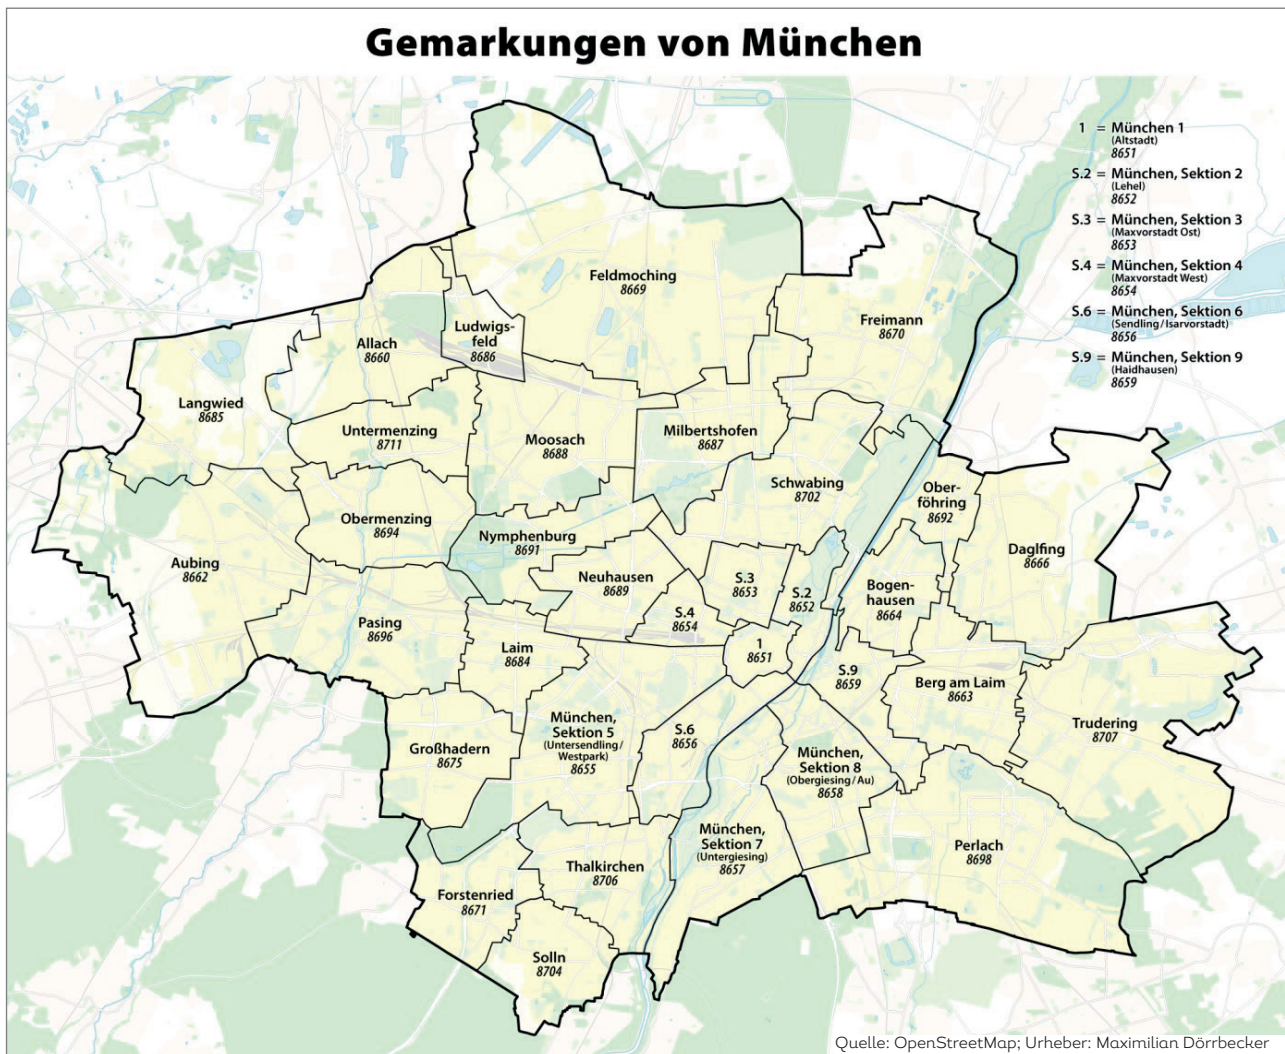 Gemarkungen von München
1 = München 1
(Altstadt)
8651
S.2 = München, Sektion 2
(Lehel)
8652
S.3 = München, Sektion 3
(Maxvorstadt Ost)
8653
S.4 = München, Sektion 4
(Maxvorstadt West)
8654
S.6 = München, Sektion 6
(Sendling/Isarvorstadt)
8656
S.9 = München, Sektion 9
(Haidhausen)
8659
Feldmoching
8669
Freimann
8670
Ludwigs-
feld
8686
Allach
8660
Langwied
8685
Untermenzing
8711
Moosach
8688
Milbertshofen
8687
Schwabing
8702
Ober-
föhring
8692
Obermenzing
8694
Nymphenburg
8691
Daglfing
8666
Aubing
8662
Neuhausen
8689
S.3
8653
S.2
8652
Bogen-
hausen
8664
Pasing
8696
S.4
8654
Laim
8684
1
8651
S.9
8659
Berg am Laim
8663
Trudering
8707
Großhadern
8675
München,
Sektion 5
(Untersendling/
Westpark)
8655
S.6
8656
München,
Sektion 8
(Obergiesing/Au)
8658
München,
Sektion 7
(Untergiesing)
8657
Perlach
8698
Thalkirchen
8706
Forstenried
8671
Solln
8704
Quelle: OpenStreetMap; Urheber: Maximilian Dörrbecker